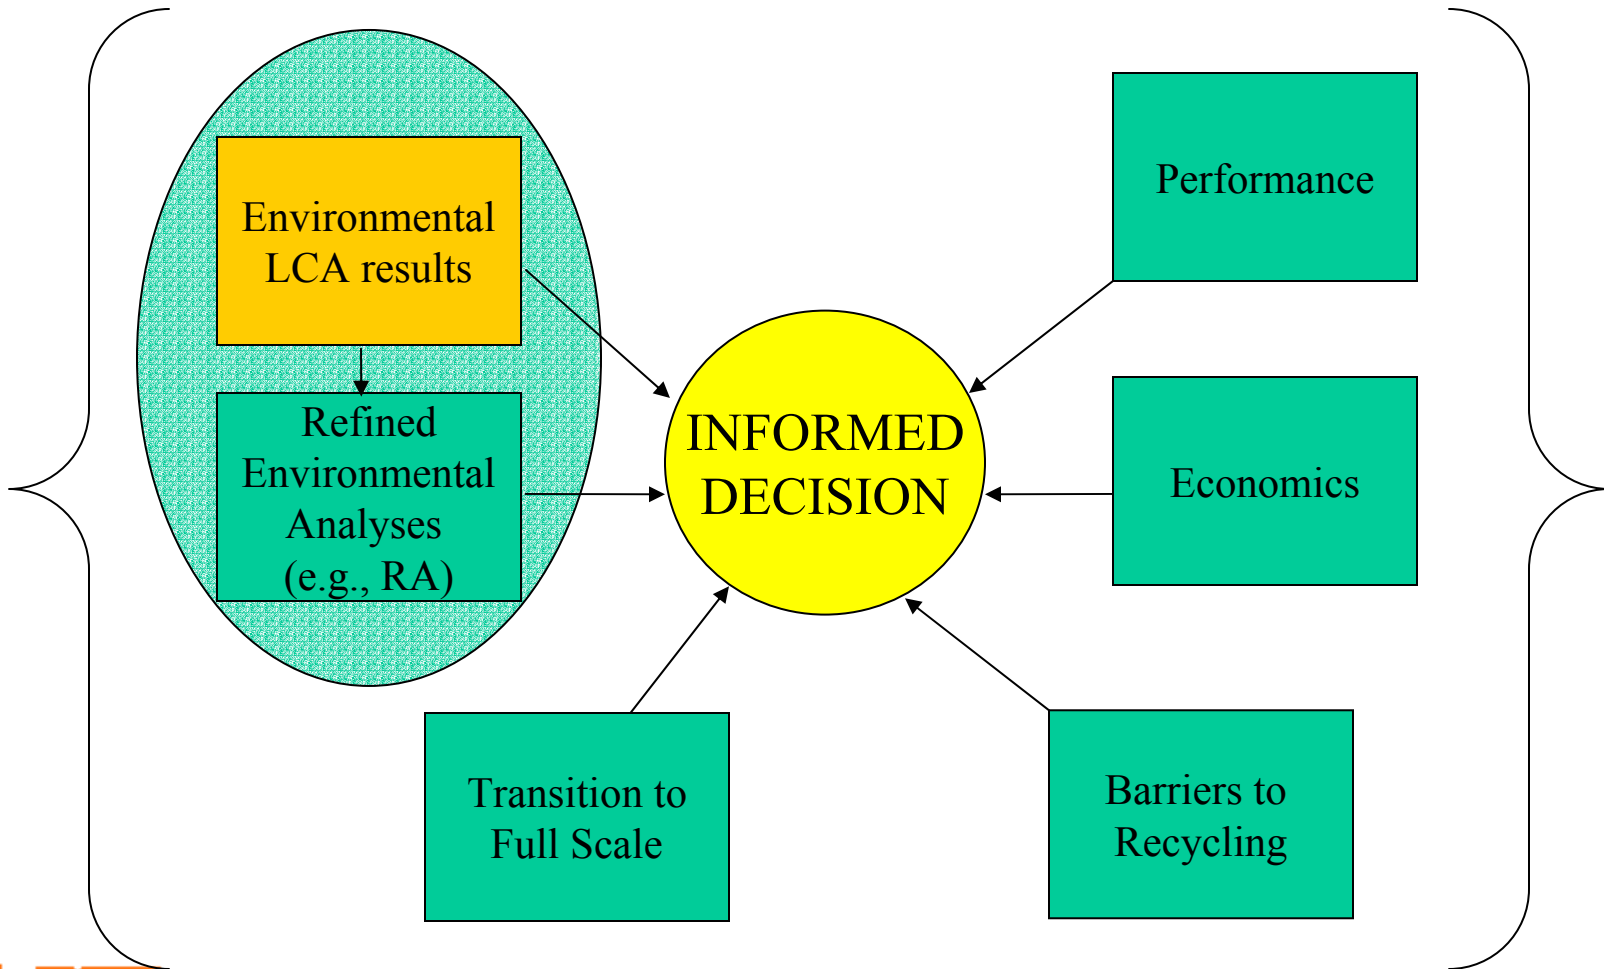 Environmental
LCA results
Refined
Environmental
Analyses
(e.g., RA)
INFORMED
DECISION
Performance
Economics
Transition to
Full Scale
Barriers to
Recycling